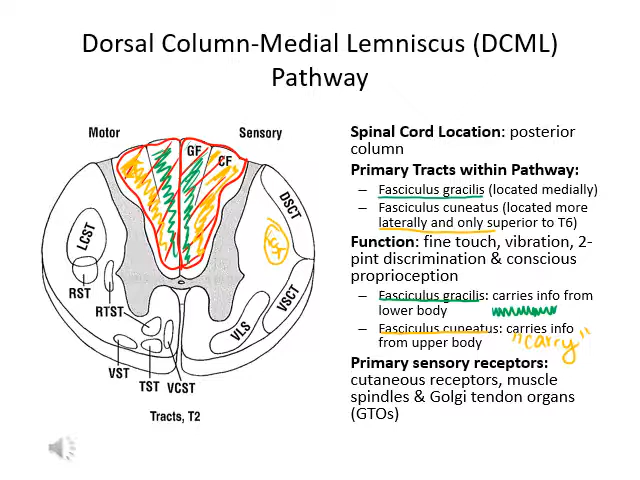 Dorsal Column-Medial Lemniscus (DCML)
Pathway
Motor
Sensory
GF
CF
DSCT
LCST
RST
RTST
VSCT
VLS
VST
TST
VCST
Tracts, T2
Spinal Cord Location: posterior
column
Primary Tracts within Pathway:
– Fasciculus gracilis (located medially)
– Fasciculus cuneatus (located more
laterally and only superior to T6)
Function: fine touch, vibration, 2-
pint discrimination & conscious
proprioception
– Fasciculus gracilis: carries info from
lower body
– Fasciculus cuneatus: carries info
from upper body
"carry"
Primary sensory receptors:
cutaneous receptors, muscle
spindles & Golgi tendon organs
(GTOs)